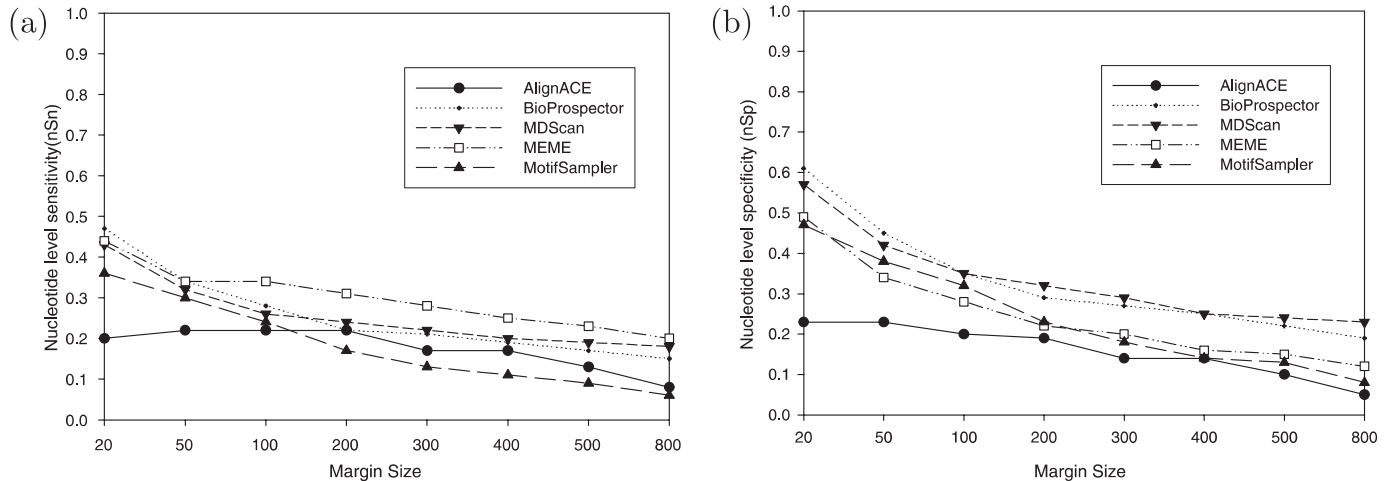 (a)
1.0
0.9
0.8
0.7
0.6
0.5
0.4
0.3
0.2
0.1
0.0
Nucleotide level sensitivity(nSn)
AlignACE
BioProspector
MDScan
MEME
MotifSampler
20 50 100 200 300 400 500 800
Margin Size
(b)
1.0
0.9
0.8
0.7
0.6
0.5
0.4
0.3
0.2
0.1
0.0
Nucleotide level specificity (nSp)
AlignACE
BioProspector
MDScan
MEME
MotifSampler
20 50 100 200 300 400 500 800
Margin Size